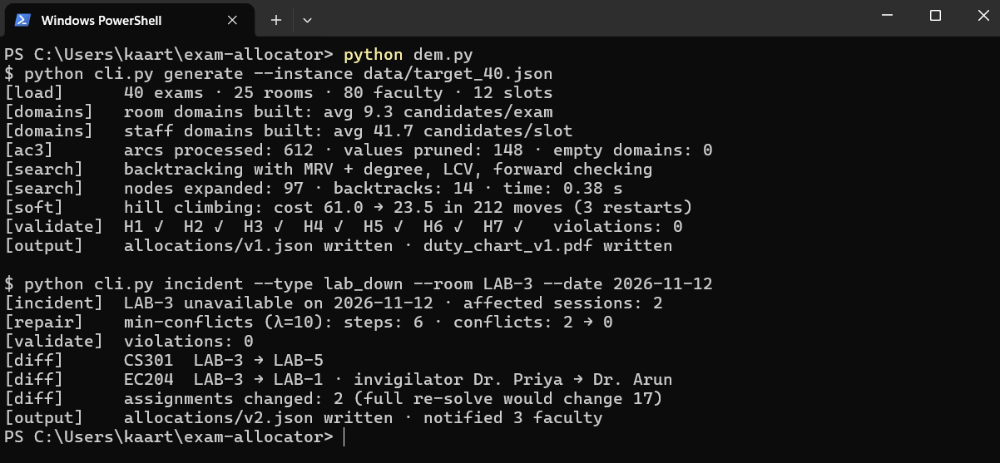 Windows PowerShell
PS C:\Users\kaart\exam-allocator> python dem.py
$ python cli.py generate --instance data/target_40.json
[load]      40 exams · 25 rooms · 80 faculty · 12 slots
[domains]   room domains built: avg 9.3 candidates/exam
[domains]   staff domains built: avg 41.7 candidates/slot
[ac3]       arcs processed: 612 · values pruned: 148 · empty domains: 0
[search]    backtracking with MRV + degree, LCV, forward checking
[search]    nodes expanded: 97 · backtracks: 14 · time: 0.38 s
[soft]      hill climbing: cost 61.0 → 23.5 in 212 moves (3 restarts)
[validate]  H1 ✓  H2 ✓  H3 ✓  H4 ✓  H5 ✓  H6 ✓  H7 ✓   violations: 0
[output]    allocations/v1.json written · duty_chart_v1.pdf written
$ python cli.py incident --type lab_down --room LAB-3 --date 2026-11-12
[incident]  LAB-3 unavailable on 2026-11-12 · affected sessions: 2
[repair]    min-conflicts (λ=10): steps: 6 · conflicts: 2 → 0
[validate]  violations: 0
[diff]      CS301  LAB-3 → LAB-5
[diff]      EC204  LAB-3 → LAB-1 · invigilator Dr. Priya → Dr. Arun
[diff]      assignments changed: 2 (full re-solve would change 17)
[output]    allocations/v2.json written · notified 3 faculty
PS C:\Users\kaart\exam-allocator>